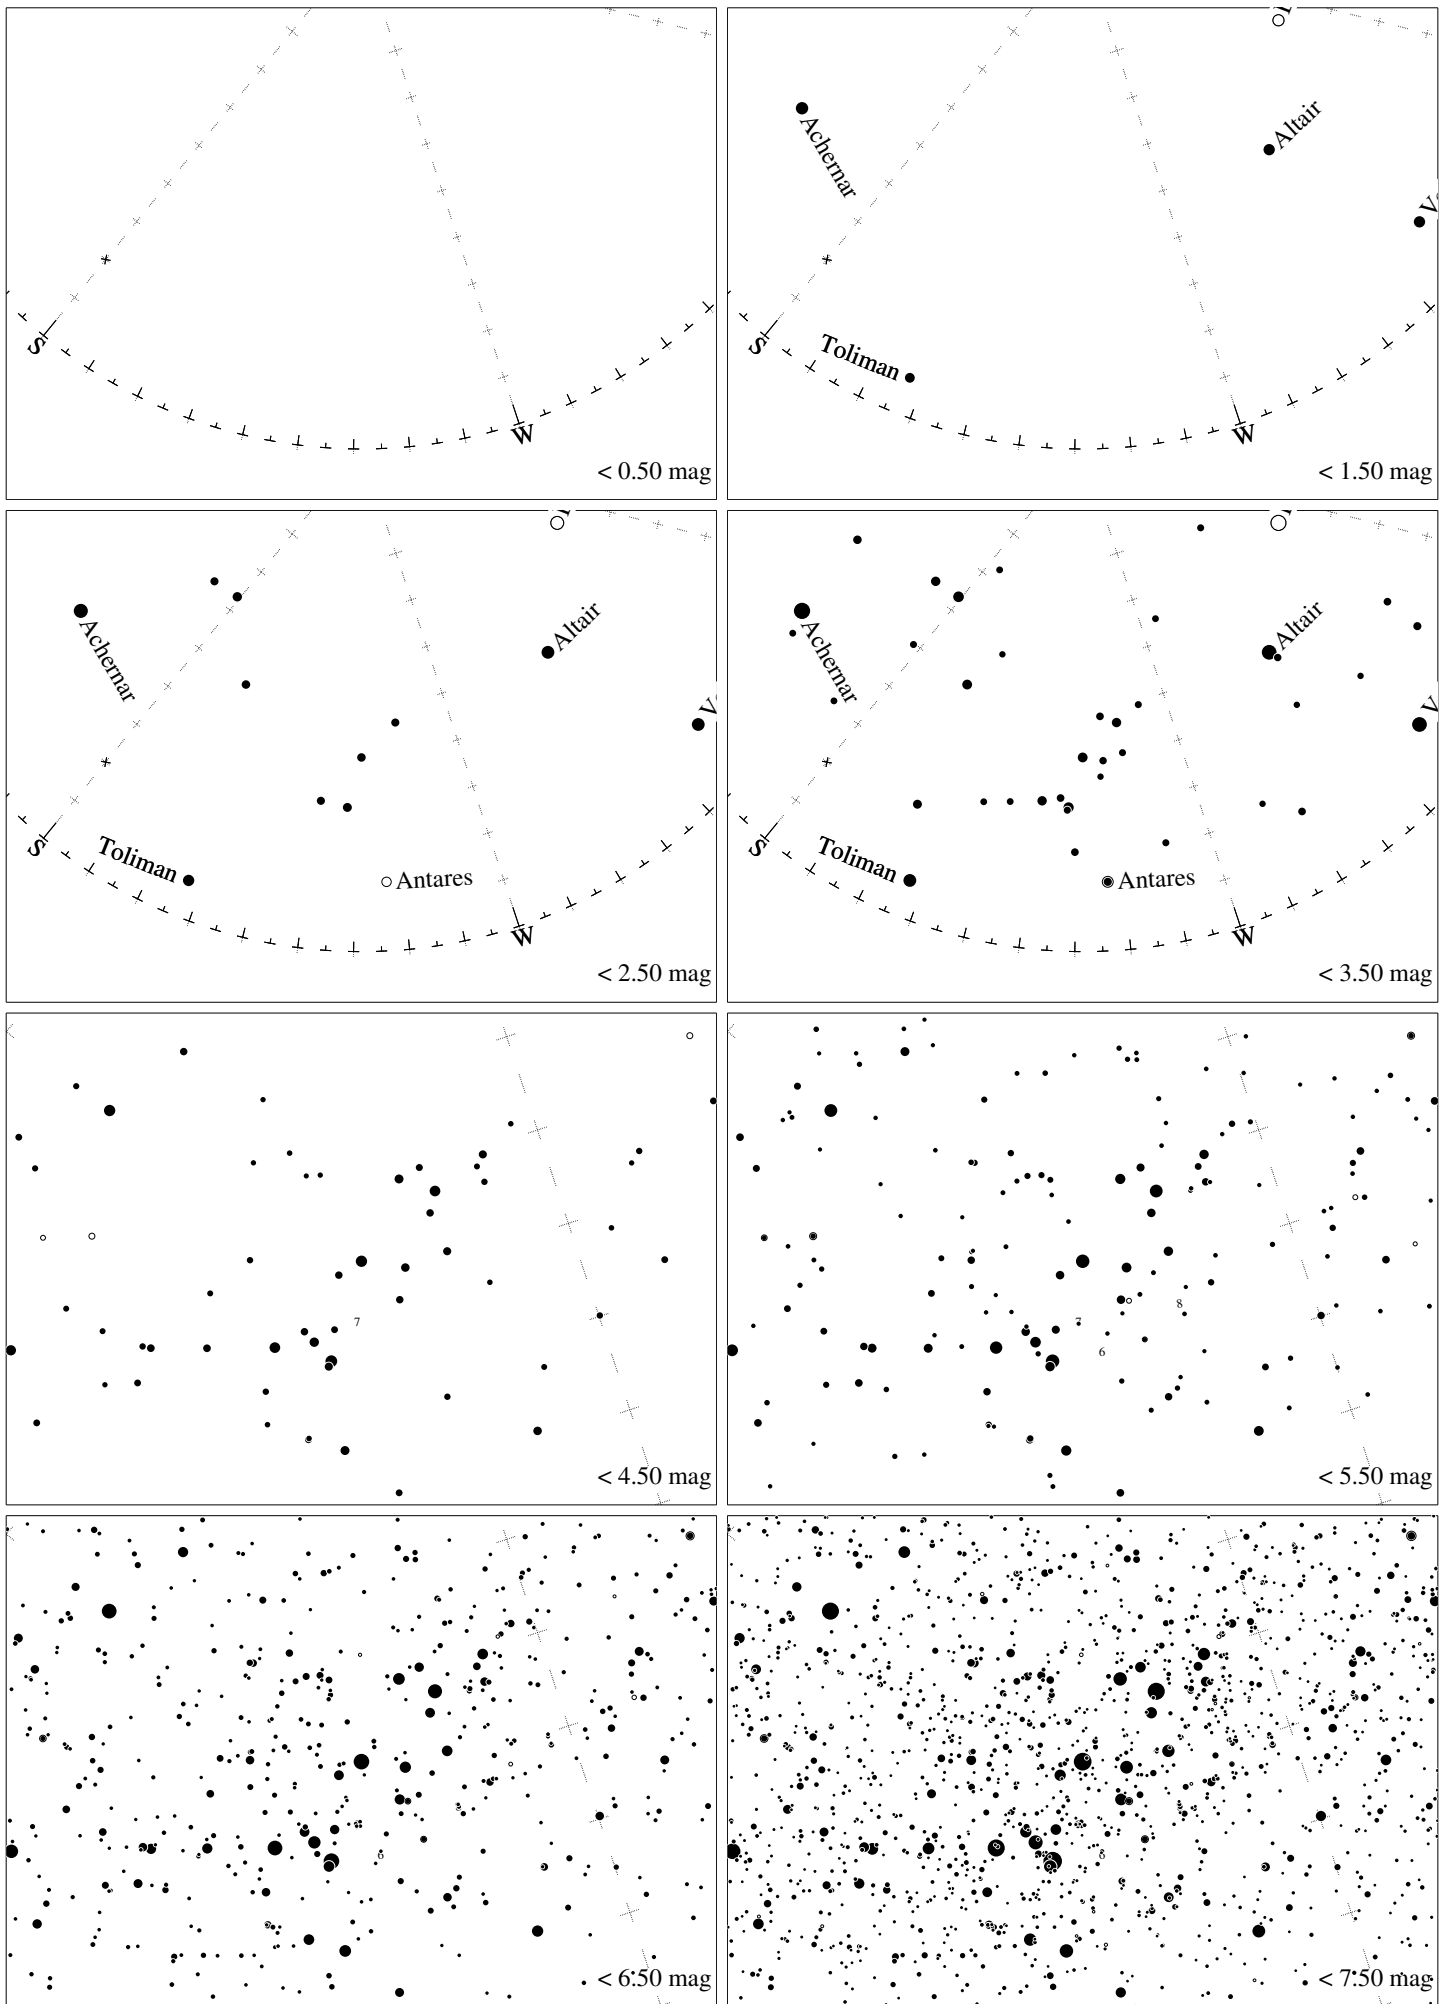 S
W
< 0.50 mag
Achernar
Altair
Toliman
S
W
< 1.50 mag
Achernar
Altair
Toliman
Antares
S
W
< 2.50 mag
Achernar
Altair
Toliman
Antares
S
W
< 3.50 mag
7
< 4.50 mag
8
7
6
< 5.50 mag
6
< 6.50 mag
6
< 7.50 mag